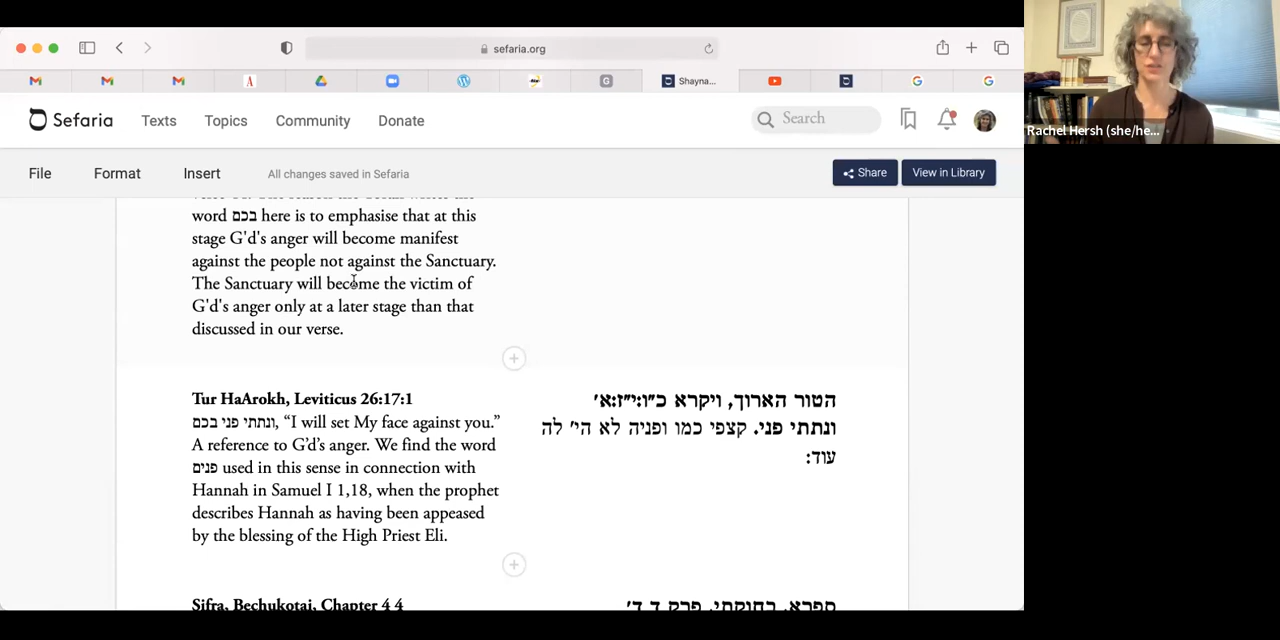 sefaria.org
Shayna...
Sefaria
Texts
Topics
Community
Donate
Search
Rachel Hersh (she/he...
File
Format
Insert
All changes saved in Sefaria
Share
View in Library
word בכם here is to emphasise that at this
stage G'd's anger will become manifest
against the people not against the Sanctuary.
The Sanctuary will become the victim of
G'd's anger only at a later stage than that
discussed in our verse.
Tur HaArokh, Leviticus 26:17:1
ונתתי פני בכם, “I will set My face against you.”
A reference to G’d’s anger. We find the word
פנים used in this sense in connection with
Hannah in Samuel I 1,18, when the prophet
describes Hannah as having been appeased
by the blessing of the High Priest Eli.
הטור הארוך, ויקרא כ״ו:י״ז:א׳
ונתתי פני. קצפי כמו ופניה לא הי׳ לה
עוד:
Sifra, Bechukotai, Chapter 4 4
ספרא, בחוקתי, פרק ד ד׳